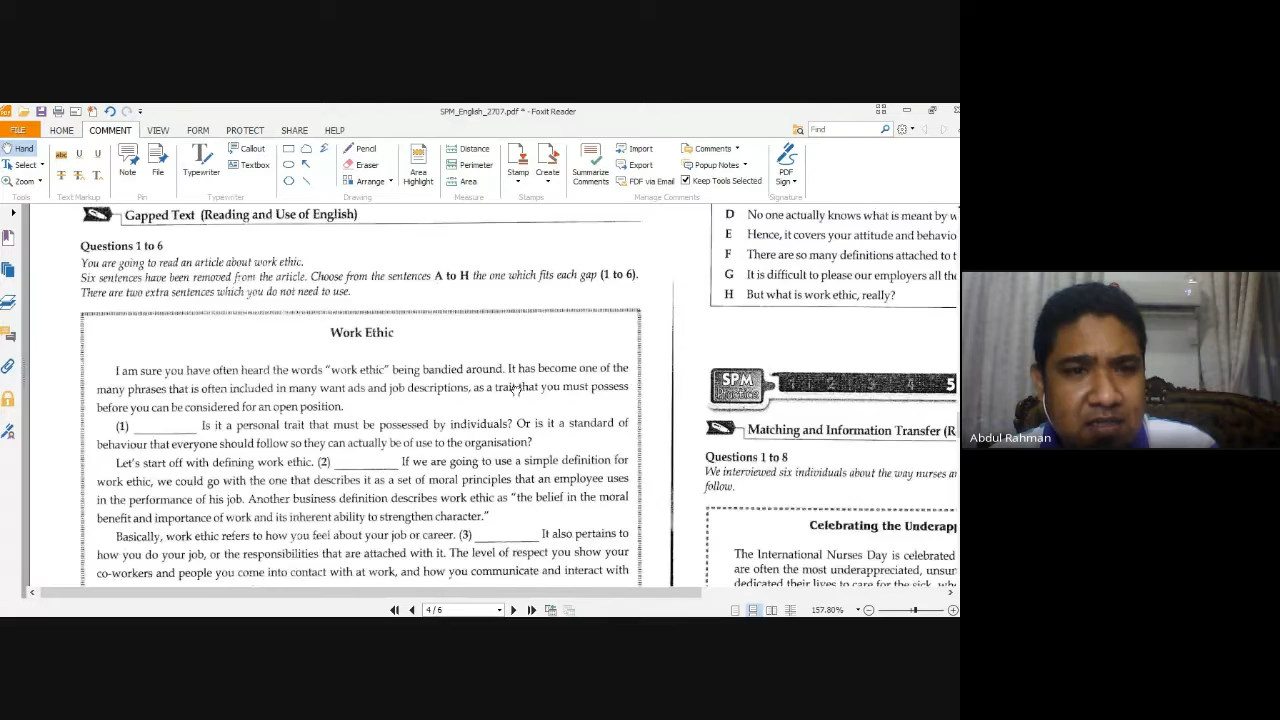 SPM_English_2707.pdf * - Foxit Reader
FILE HOME COMMENT VIEW FORM PROTECT SHARE HELP
Find
Hand
Select
Zoom
Tools
Text Markup
Note
File
Pin
Typewriter
Callout
Textbox
Typewriter
Pencil
Eraser
Arrange
Drawing
Area Highlight
Distance
Perimeter
Area
Measure
Stamp
Create
Stamps
Summarize Comments
Import
Export
PDF via Email
Comments
Popup Notes
Keep Tools Selected
Manage Comments
PDF Sign
Signature
Gapped Text (Reading and Use of English)
Questions 1 to 6
You are going to read an article about work ethic.
Six sentences have been removed from the article. Choose from the sentences A to H the one which fits each gap (1 to 6).
There are two extra sentences which you do not need to use.
Work Ethic
I am sure you have often heard the words “work ethic” being bandied around. It has become one of the
many phrases that is often included in many want ads and job descriptions, as a trait that you must possess
before you can be considered for an open position.
(1) __________ Is it a personal trait that must be possessed by individuals? Or is it a standard of
behaviour that everyone should follow so they can actually be of use to the organisation?
Let’s start off with defining work ethic. (2) __________ If we are going to use a simple definition for
work ethic, we could go with the one that describes it as a set of moral principles that an employee uses
in the performance of his job. Another business definition describes work ethic as “the belief in the moral
benefit and importance of work and its inherent ability to strengthen character.”
Basically, work ethic refers to how you feel about your job or career. (3) __________ It also pertains to
how you do your job, or the responsibilities that are attached with it. The level of respect you show your
co-workers and people you come into contact with at work, and how you communicate and interact with
D No one actually knows what is meant by w
E Hence, it covers your attitude and behavio
F There are so many definitions attached to t
G It is difficult to please our employers all the
H But what is work ethic, really?
SPM Practice 1 2 3 4 5
Matching and Information Transfer (R
Questions 1 to 8
We interviewed six individuals about the way nurses a
follow.
Celebrating the Underapp
The International Nurses Day is celebrated
are often the most underappreciated, unsur
dedicated their lives to care for the sick,
4 / 6
157.80%
Abdul Rahman